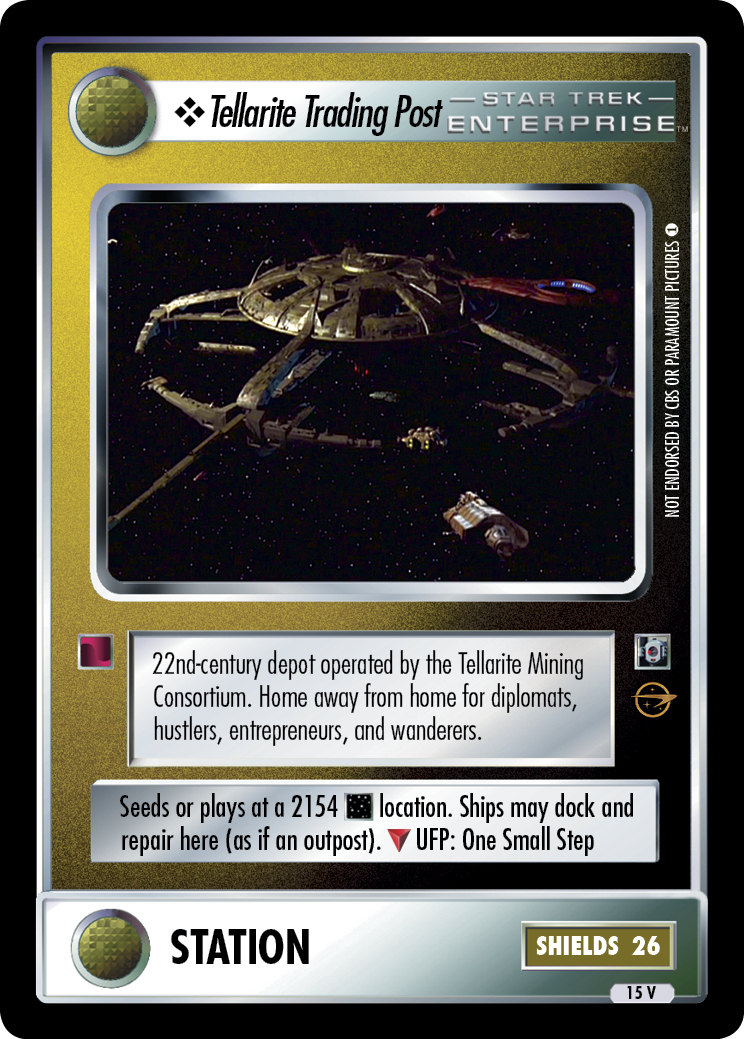 ❖ Tellarite Trading Post
STAR TREK
ENTERPRISE™
NOT ENDORSED BY CBS OR PARAMOUNT PICTURES 1
22nd-century depot operated by the Tellarite Mining
Consortium. Home away from home for diplomats,
hustlers, entrepreneurs, and wanderers.
Seeds or plays at a 2154 location. Ships may dock and
repair here (as if an outpost). UFP: One Small Step
STATION
SHIELDS 26
15 V